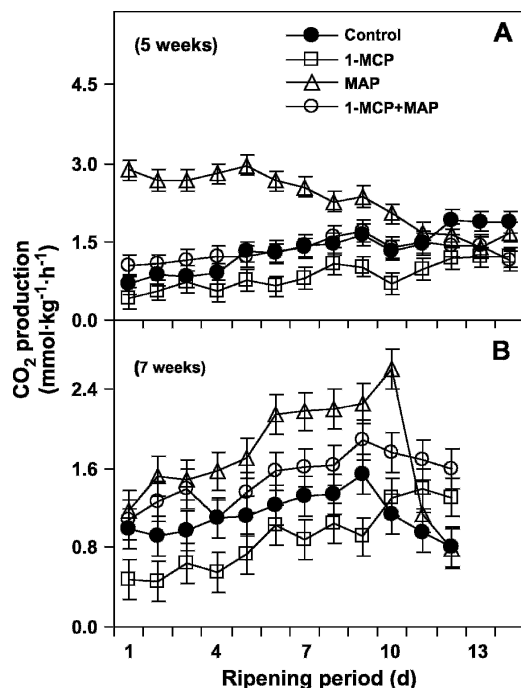 (5 weeks)
A
Control
1-MCP
MAP
1-MCP+MAP
4.5
3.0
1.5
0.0
CO₂ production
(mmol·kg⁻¹·h⁻¹)
(7 weeks)
B
2.4
1.6
0.8
0.0
1 4 7 10 13
Ripening period (d)